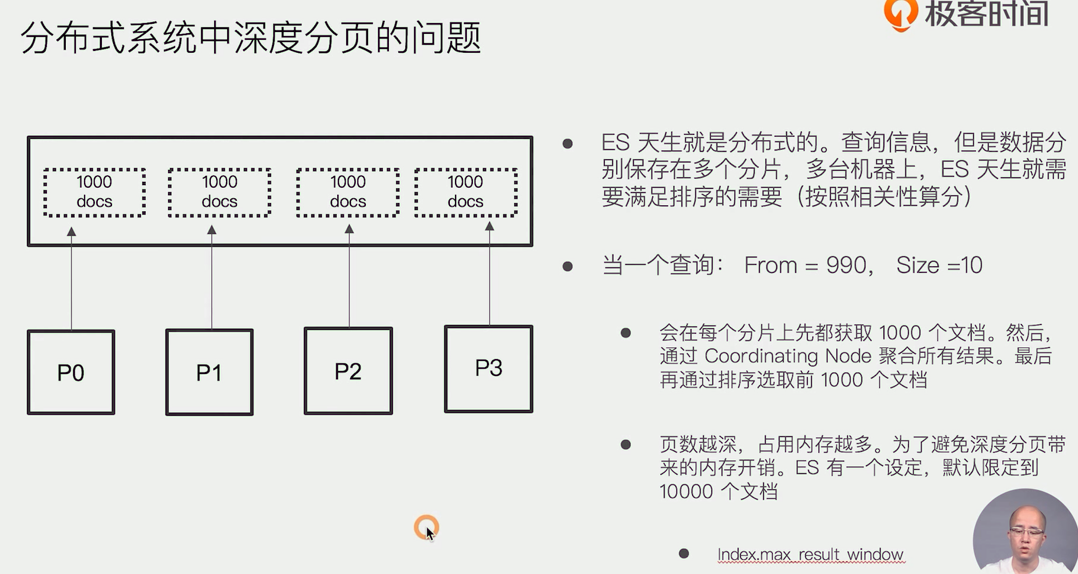 分布式系统中深度分页的问题
极客时间
1000
docs
1000
docs
1000
docs
1000
docs
P0
P1
P2
P3
ES 天生就是分布式的。查询信息，但是数据分
别保存在多个分片，多台机器上，ES 天生就需
要满足排序的需要（按照相关性算分）
当一个查询： From = 990， Size =10
会在每个分片上先都获取 1000 个文档。然后，
通过 Coordinating Node 聚合所有结果。最后
再通过排序选取前 1000 个文档
页数越深，占用内存越多。为了避免深度分页带
来的内存开销。ES 有一个设定，默认限定到
10000 个文档
Index.max_result_window